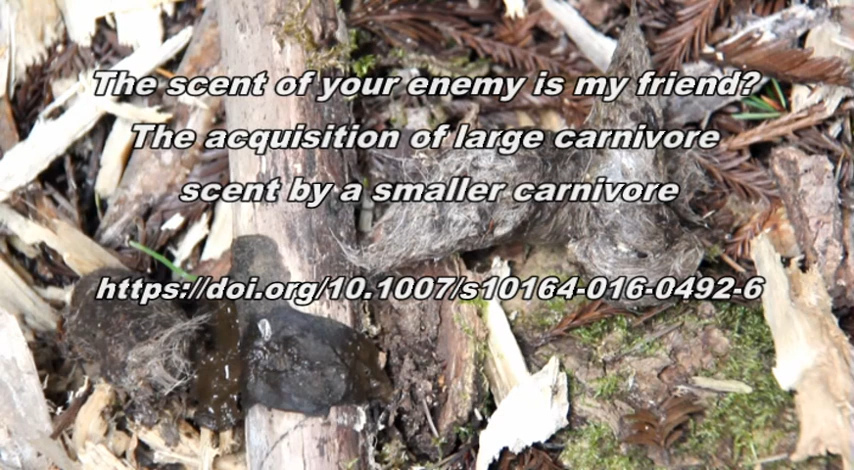 The scent of your enemy is my friend?
The acquisition of large carnivore
scent by a smaller carnivore
https://doi.org/10.1007/s10164-016-0492-6